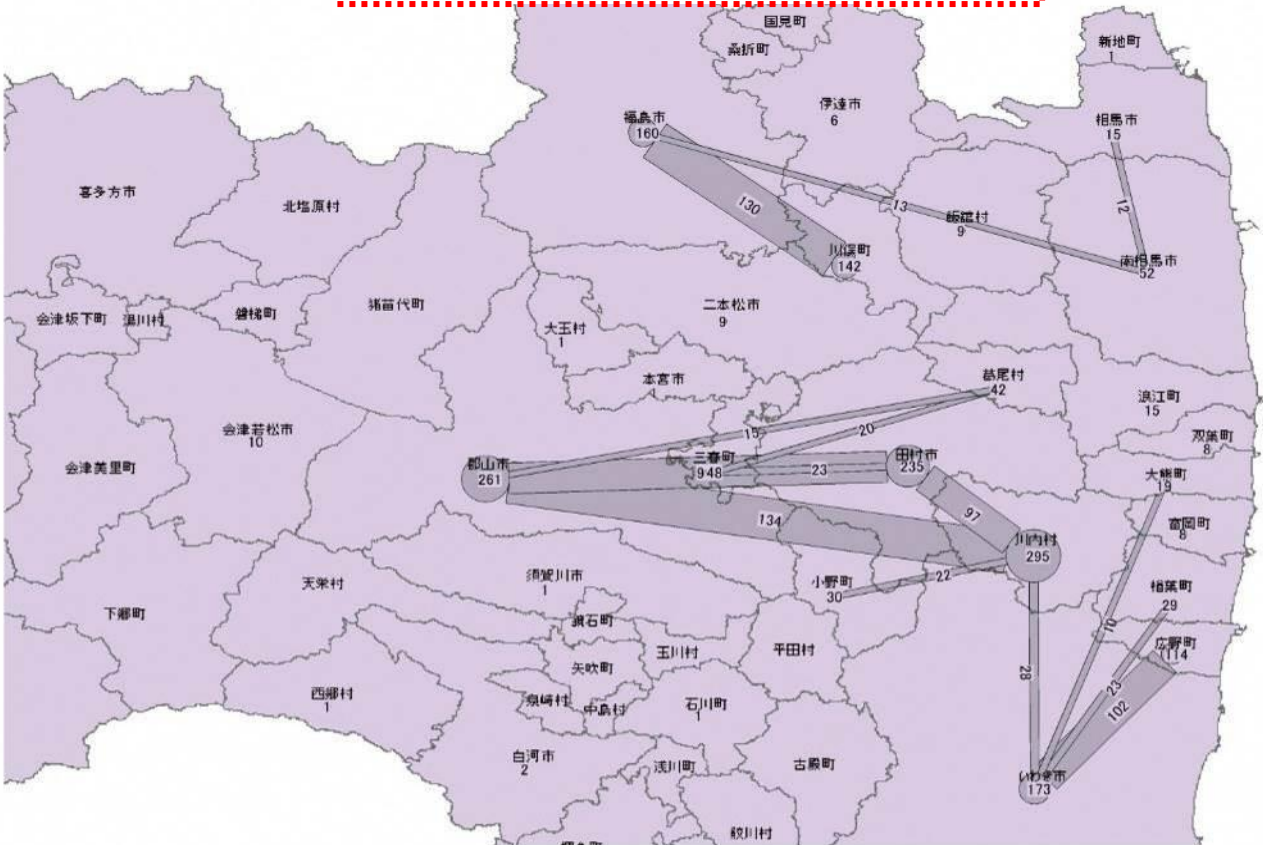 国見町
桑折町
新地町
1
伊達市
6
福島市
160
相馬市
15
喜多方市
北塩原村
130
13
飯舘村
9
12
川俣町
142
南相馬市
52
猪苗代町
二本松市
9
会津坂下町
湯川村
磐梯町
大玉村
1
本宮市
1
葛尾村
42
浪江町
15
会津若松市
10
15
20
双葉町
8
会津美里町
郡山市
261
三春町
948
23
田村市
235
大熊町
19
97
134
富岡町
8
川内村
295
天栄村
須賀川市
1
小野町
30
22
楢葉町
29
下郷町
鏡石町
10
玉川村
平田村
広野町
114
矢吹町
28
西郷村
1
泉崎村
中島村
石川町
1
23
102
白河市
2
浅川町
古殿町
いわき市
173
鮫川村